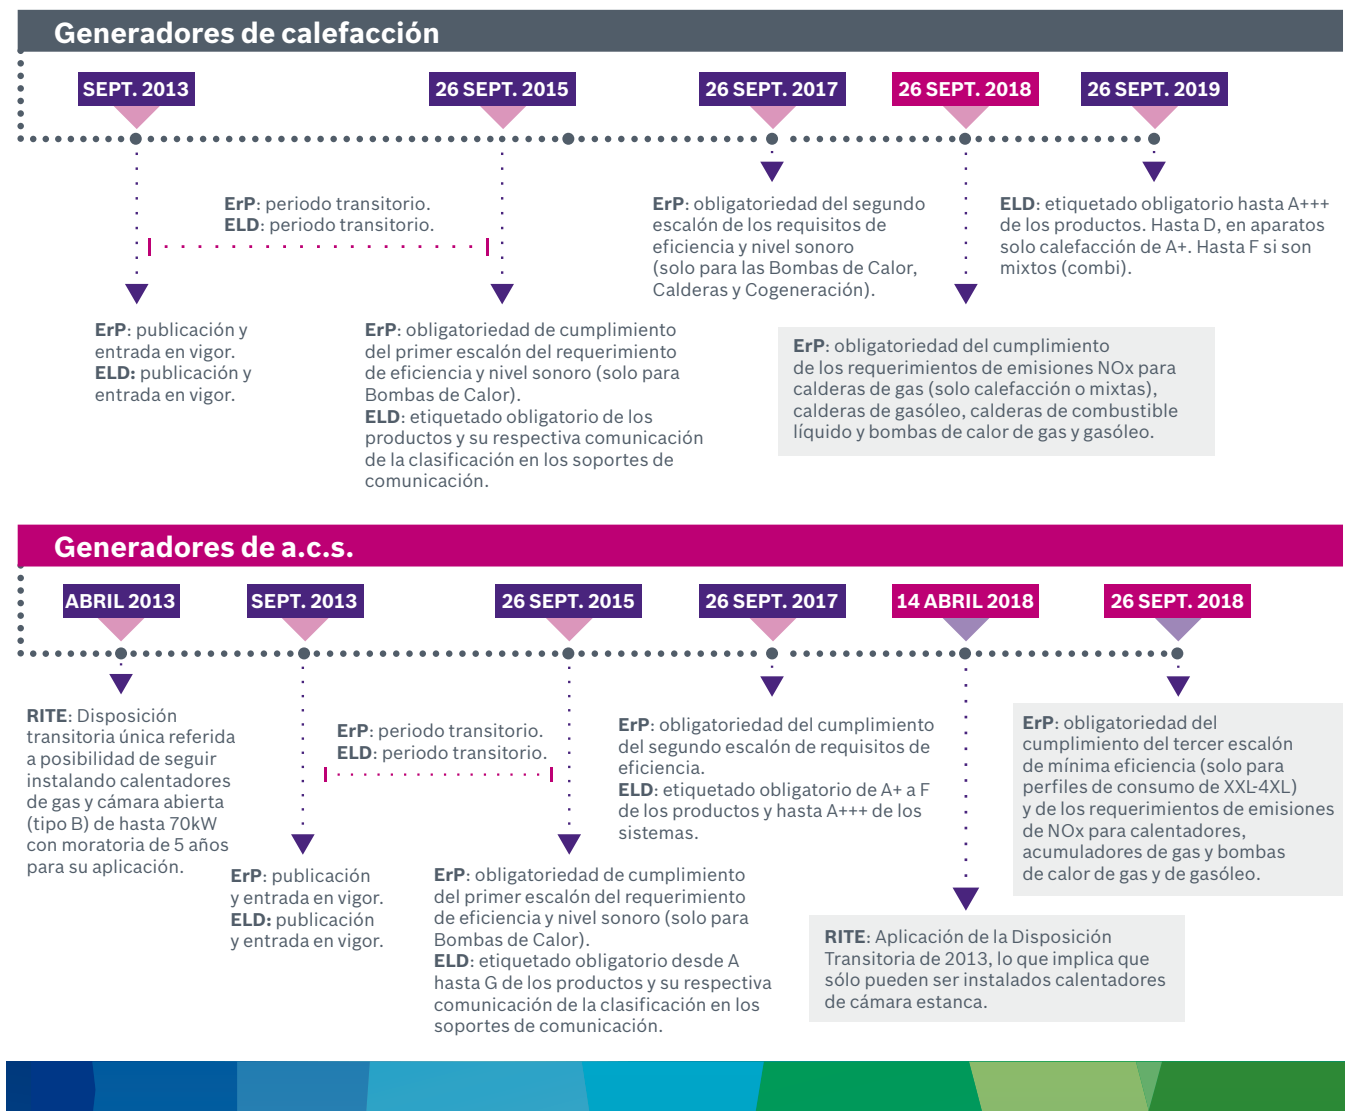 Generadores de calefacción
SEPT. 2013
26 SEPT. 2015
26 SEPT. 2017
26 SEPT. 2018
26 SEPT. 2019
ErP: periodo transitorio.
ELD: periodo transitorio.
ErP: publicación y
entrada en vigor.
ELD: publicación y
entrada en vigor.
ErP: obligatoriedad de cumplimiento
del primer escalón del requerimiento
de eficiencia y nivel sonoro (solo para
Bombas de Calor).
ELD: etiquetado obligatorio de los
productos y su respectiva comunicación
de la clasificación en los soportes de
comunicación.
ErP: obligatoriedad del segundo
escalón de los requisitos de
eficiencia y nivel sonoro
(solo para las Bombas de Calor,
Calderas y Cogeneración).
ErP: obligatoriedad del cumplimiento
de los requerimientos de emisiones NOx para
calderas de gas (solo calefacción o mixtas),
calderas de gasóleo, calderas de combustible
líquido y bombas de calor de gas y gasóleo.
ELD: etiquetado obligatorio hasta A+++
de los productos. Hasta D, en aparatos
solo calefacción de A+. Hasta F si son
mixtos (combi).
Generadores de a.c.s.
ABRIL 2013
SEPT. 2013
26 SEPT. 2015
26 SEPT. 2017
14 ABRIL 2018
26 SEPT. 2018
RITE: Disposición
transitoria única referida
a posibilidad de seguir
instalando calentadores
de gas y cámara abierta
(tipo B) de hasta 70kW
con moratoria de 5 años
para su aplicación.
ErP: periodo transitorio.
ELD: periodo transitorio.
ErP: publicación
y entrada en vigor.
ELD: publicación
y entrada en vigor.
ErP: obligatoriedad de cumplimiento
del primer escalón del requerimiento
de eficiencia y nivel sonoro (solo para
Bombas de Calor).
ELD: etiquetado obligatorio desde A
hasta G de los productos y su respectiva
comunicación de la clasificación en los
soportes de comunicación.
ErP: obligatoriedad del cumplimiento
del segundo escalón de requisitos de
eficiencia.
ELD: etiquetado obligatorio de A+ a F
de los productos y hasta A+++ de los
sistemas.
RITE: Aplicación de la Disposición
Transitoria de 2013, lo que implica que
sólo pueden ser instalados calentadores
de cámara estanca.
ErP: obligatoriedad del
cumplimiento del tercer escalón
de mínima eficiencia (solo para
perfiles de consumo de XXL-4XL)
y de los requerimientos de emisiones
de NOx para calentadores,
acumuladores de gas y bombas
de calor de gas y de gasóleo.